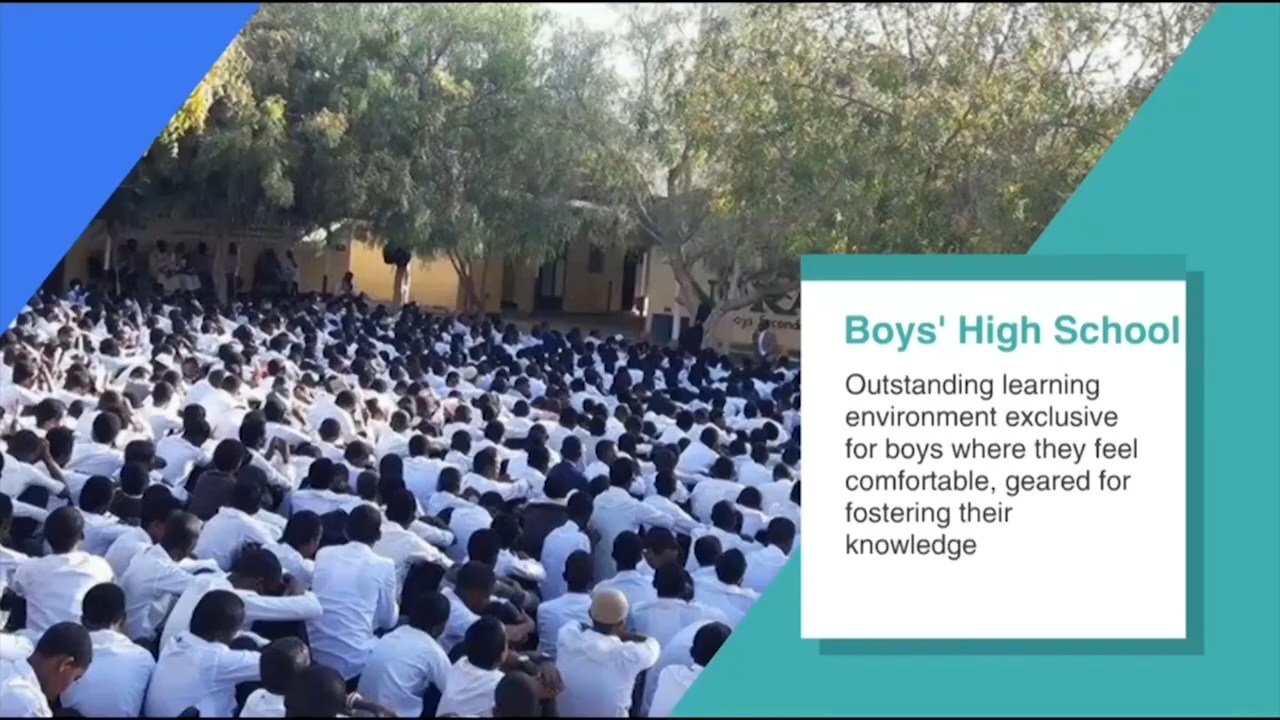 Boys' High School
Outstanding learning
environment exclusive
for boys where they feel
comfortable, geared for
fostering their
knowledge